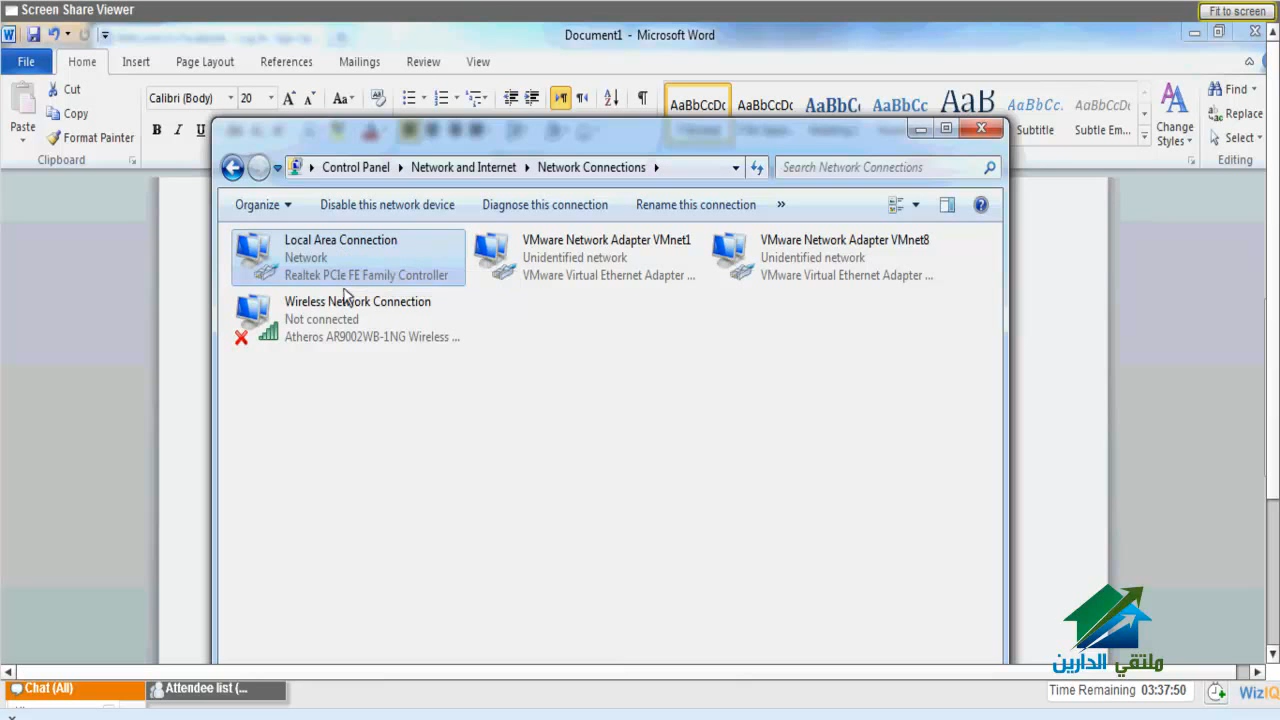 Screen Share Viewer
Fit to screen
Document1 - Microsoft Word
File Home Insert Page Layout References Mailings Review View
Cut
Copy
Format Painter
Paste
Clipboard
Calibri (Body) 20 A A Aa
B I U
AaBbCcDc AaBbCcDc AaBbC AaBbCc AaB AaBbCc. AaBbCcDc
Subtitle Subtle Em...
Change
Styles
Find
Replace
Select
Editing
Control Panel Network and Internet Network Connections Search Network Connections
Organize Disable this network device Diagnose this connection Rename this connection »
Local Area Connection
Network
Realtek PCIe FE Family Controller
VMware Network Adapter VMnet1
Unidentified network
VMware Virtual Ethernet Adapter ...
VMware Network Adapter VMnet8
Unidentified network
VMware Virtual Ethernet Adapter ...
Wireless Network Connection
Not connected
Atheros AR9002WB-1NG Wireless ...
ملتقي الدارين
Chat (All) Attendee list (...
Time Remaining 03:37:50
WizIQ